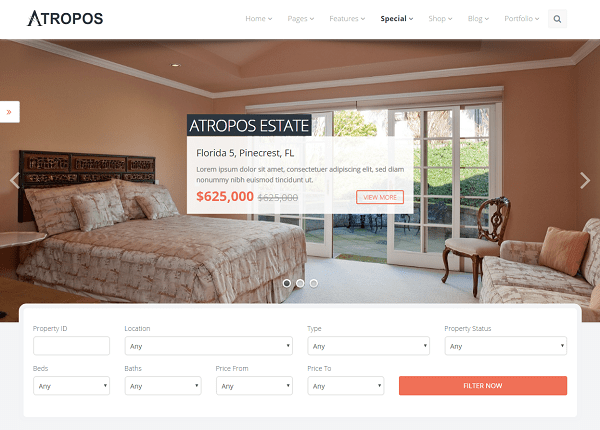 ATROPOS
Home Pages Features Special Shop Blog Portfolio
»
ATROPOS ESTATE
Florida 5, Pinecrest, FL
Lorem ipsum dolor sit amet, consectetuer adipiscing elit, sed diam
nonummy nibh euismod tincidunt ut.
$625,000 $625,000 VIEW MORE
Property ID Location Type Property Status
Any Any Any
Beds Baths Price From Price To
Any Any Any Any FILTER NOW